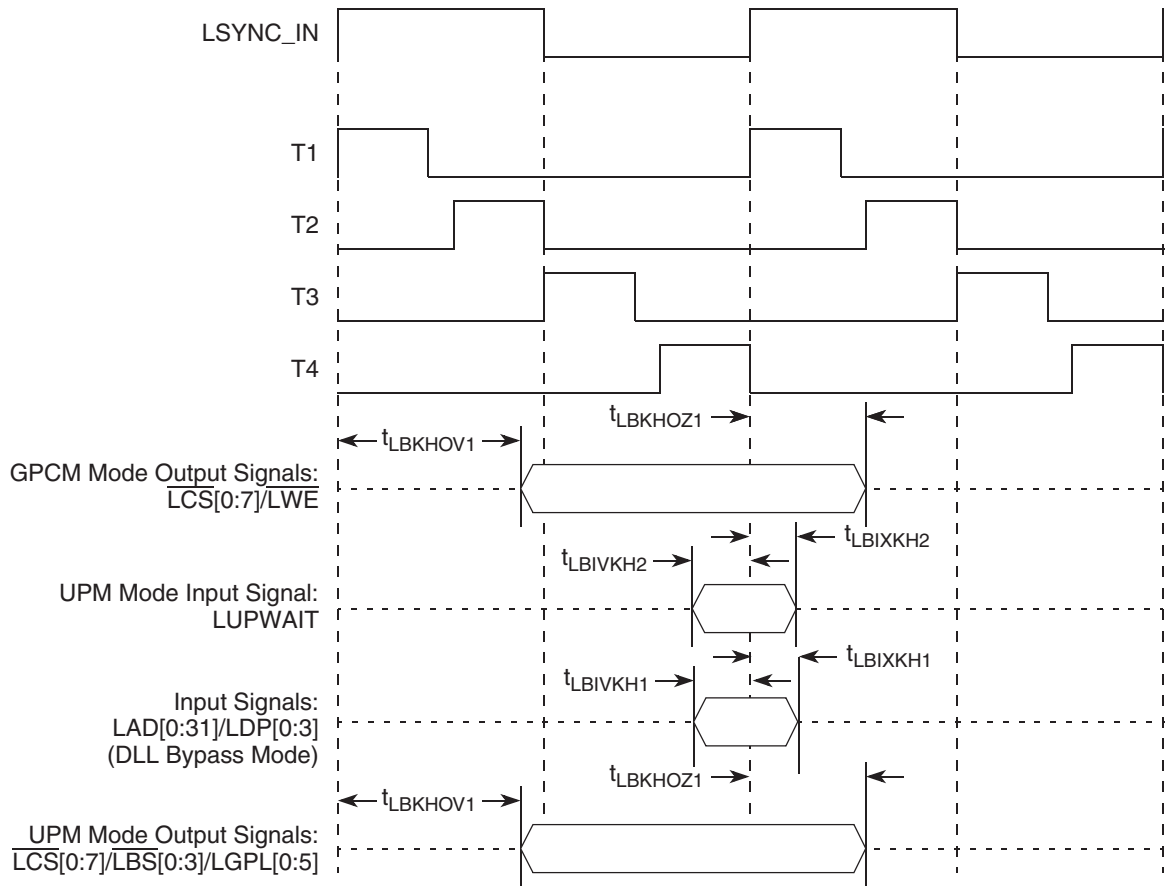 LSYNC_IN
T1
T2
T3
T4
tLBKHOZ1
tLBKHOV1
GPCM Mode Output Signals:
LCS[0:7]/LWE
tLBIXKH2
tLBIVKH2
UPM Mode Input Signal:
LUPWAIT
tLBIXKH1
tLBIVKH1
Input Signals:
LAD[0:31]/LDP[0:3]
(DLL Bypass Mode)
tLBKHOZ1
tLBKHOV1
UPM Mode Output Signals:
LCS[0:7]/LBS[0:3]/LGPL[0:5]